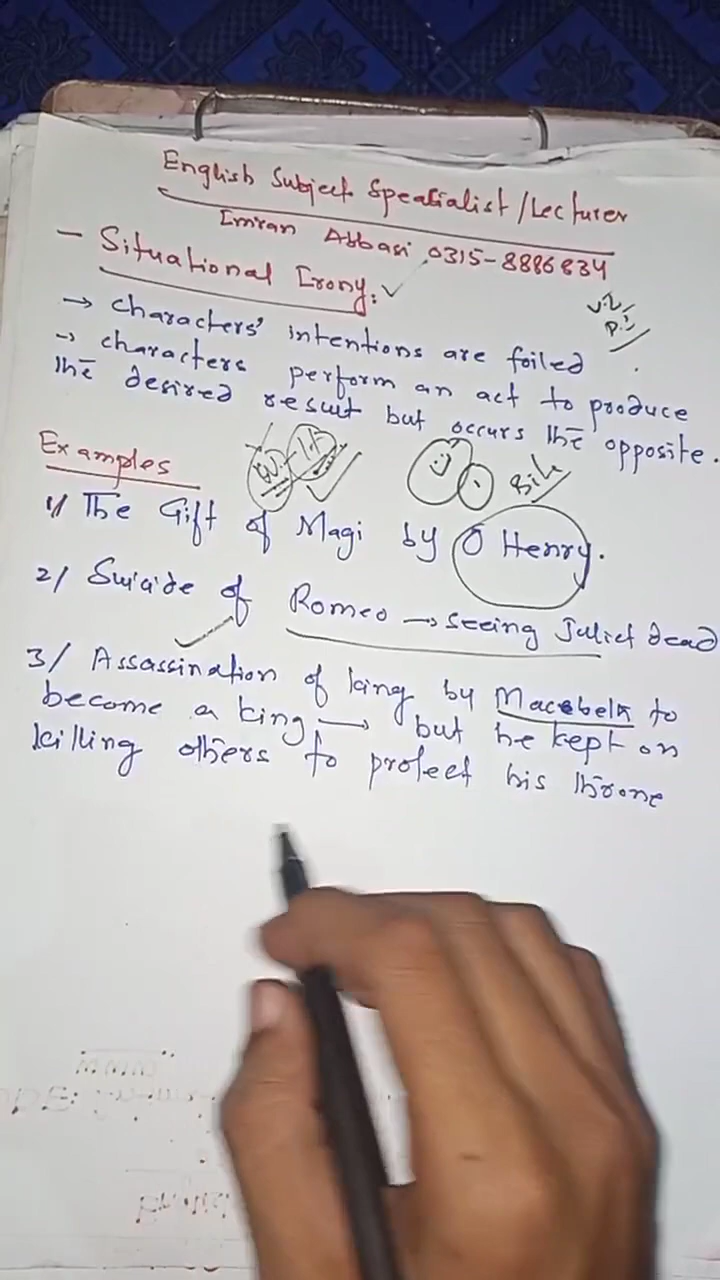 English Subject Specialist/Lecturer
Imran Abbasi 0315-8886834
- Situational Irony.
→ characters' intentions are foiled
→ characters perform an act to produce
the desired result but occurs the opposite.
Examples
Bike
1/ The Gift of Magi by O Henry.
2/ Suicide of Romeo → seeing Juliet dead
3/ Assassination of king by Macbeth to
become a king → but he kept on
killing others to protect his throne